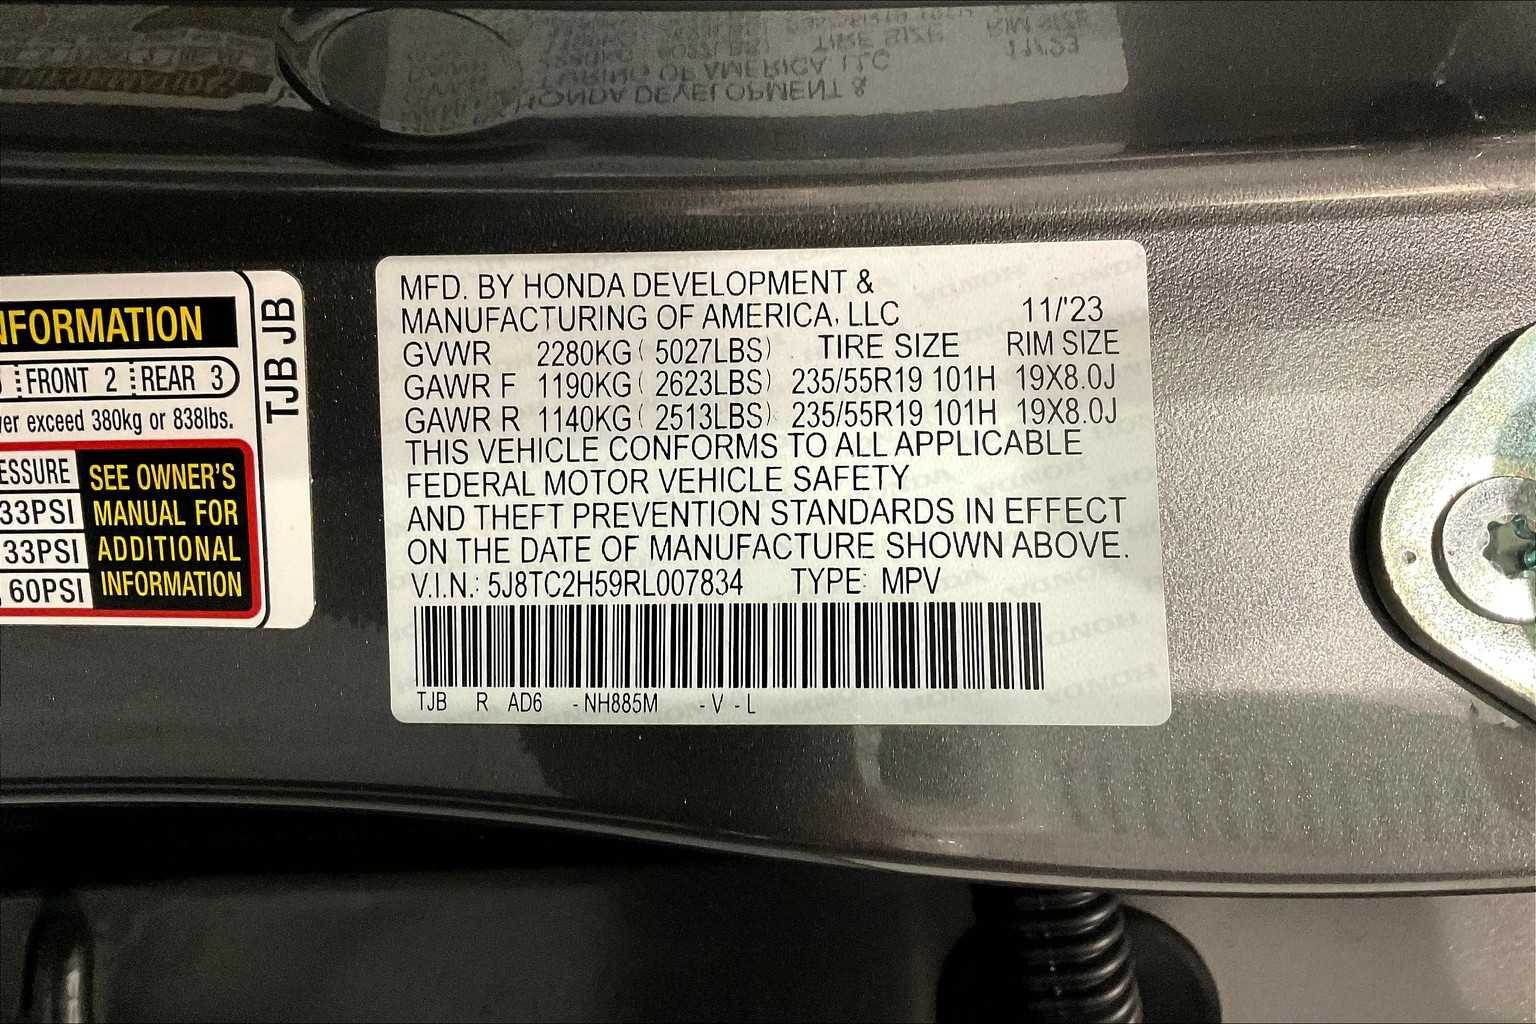 NFORMATION
FRONT 2 REAR 3
exceed 380kg or 838lbs.
33PSI
33PSI
60PSI
SEE OWNER'S
MANUAL FOR
ADDITIONAL
INFORMATION
TJB JB
MFD. BY HONDA DEVELOPMENT &
MANUFACTURING OF AMERICA, LLC 11/'23
GVWR 2280KG ( 5027LBS) TIRE SIZE RIM SIZE
GAWR F 1190KG ( 2623LBS) 235/55R19 101H 19X8.0J
GAWR R 1140KG ( 2513LBS) 235/55R19 101H 19X8.0J
THIS VEHICLE CONFORMS TO ALL APPLICABLE
FEDERAL MOTOR VEHICLE SAFETY
AND THEFT PREVENTION STANDARDS IN EFFECT
ON THE DATE OF MANUFACTURE SHOWN ABOVE.
V.I.N.: 5J8TC2H59RL007834 TYPE: MPV
TJB R AD6 -NH885M -V -L